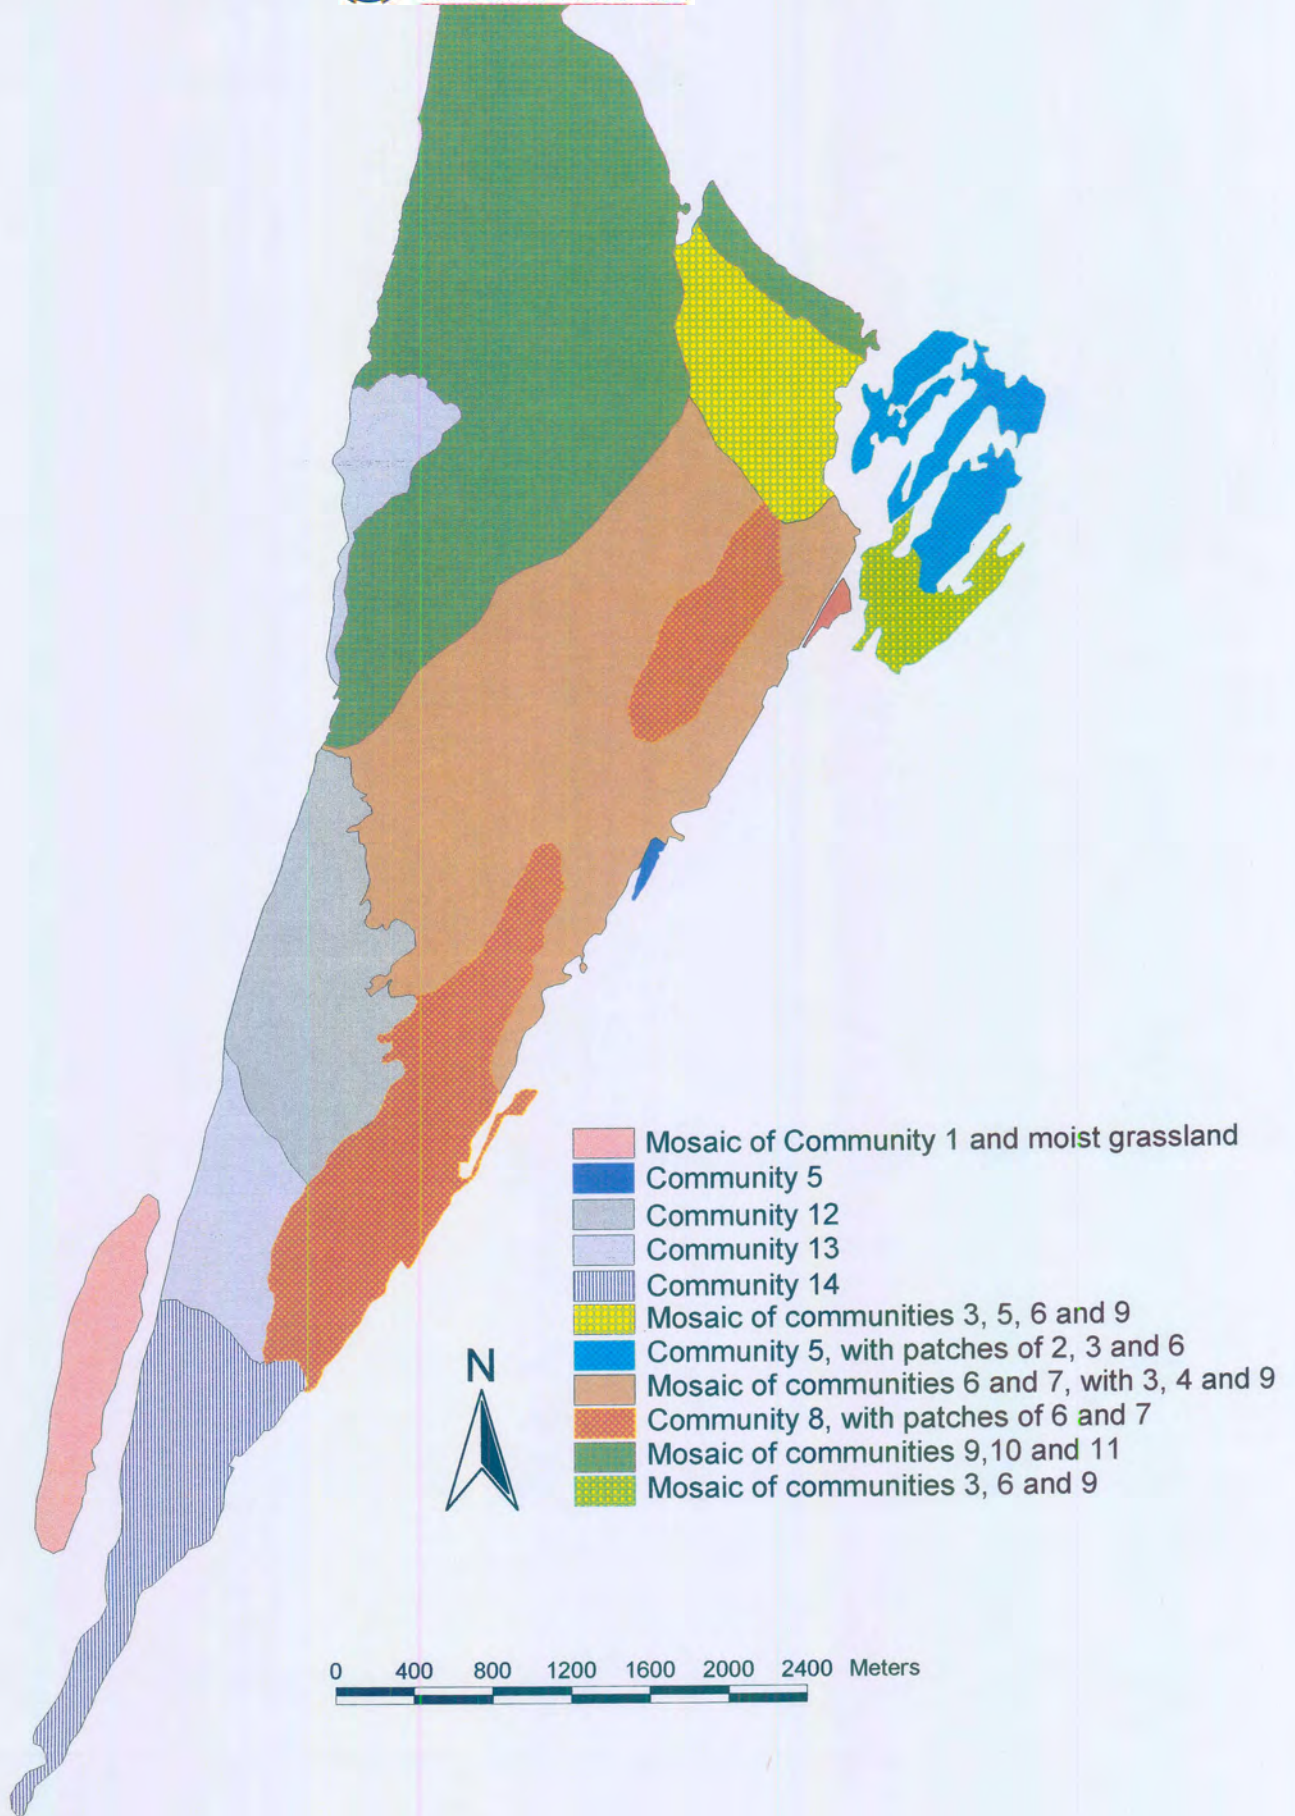 Mosaic of Community 1 and moist grassland
Community 5
Community 12
Community 13
Community 14
Mosaic of communities 3, 5, 6 and 9
Community 5, with patches of 2, 3 and 6
Mosaic of communities 6 and 7, with 3, 4 and 9
Community 8, with patches of 6 and 7
Mosaic of communities 9,10 and 11
Mosaic of communities 3, 6 and 9
N
0 400 800 1200 1600 2000 2400 Meters